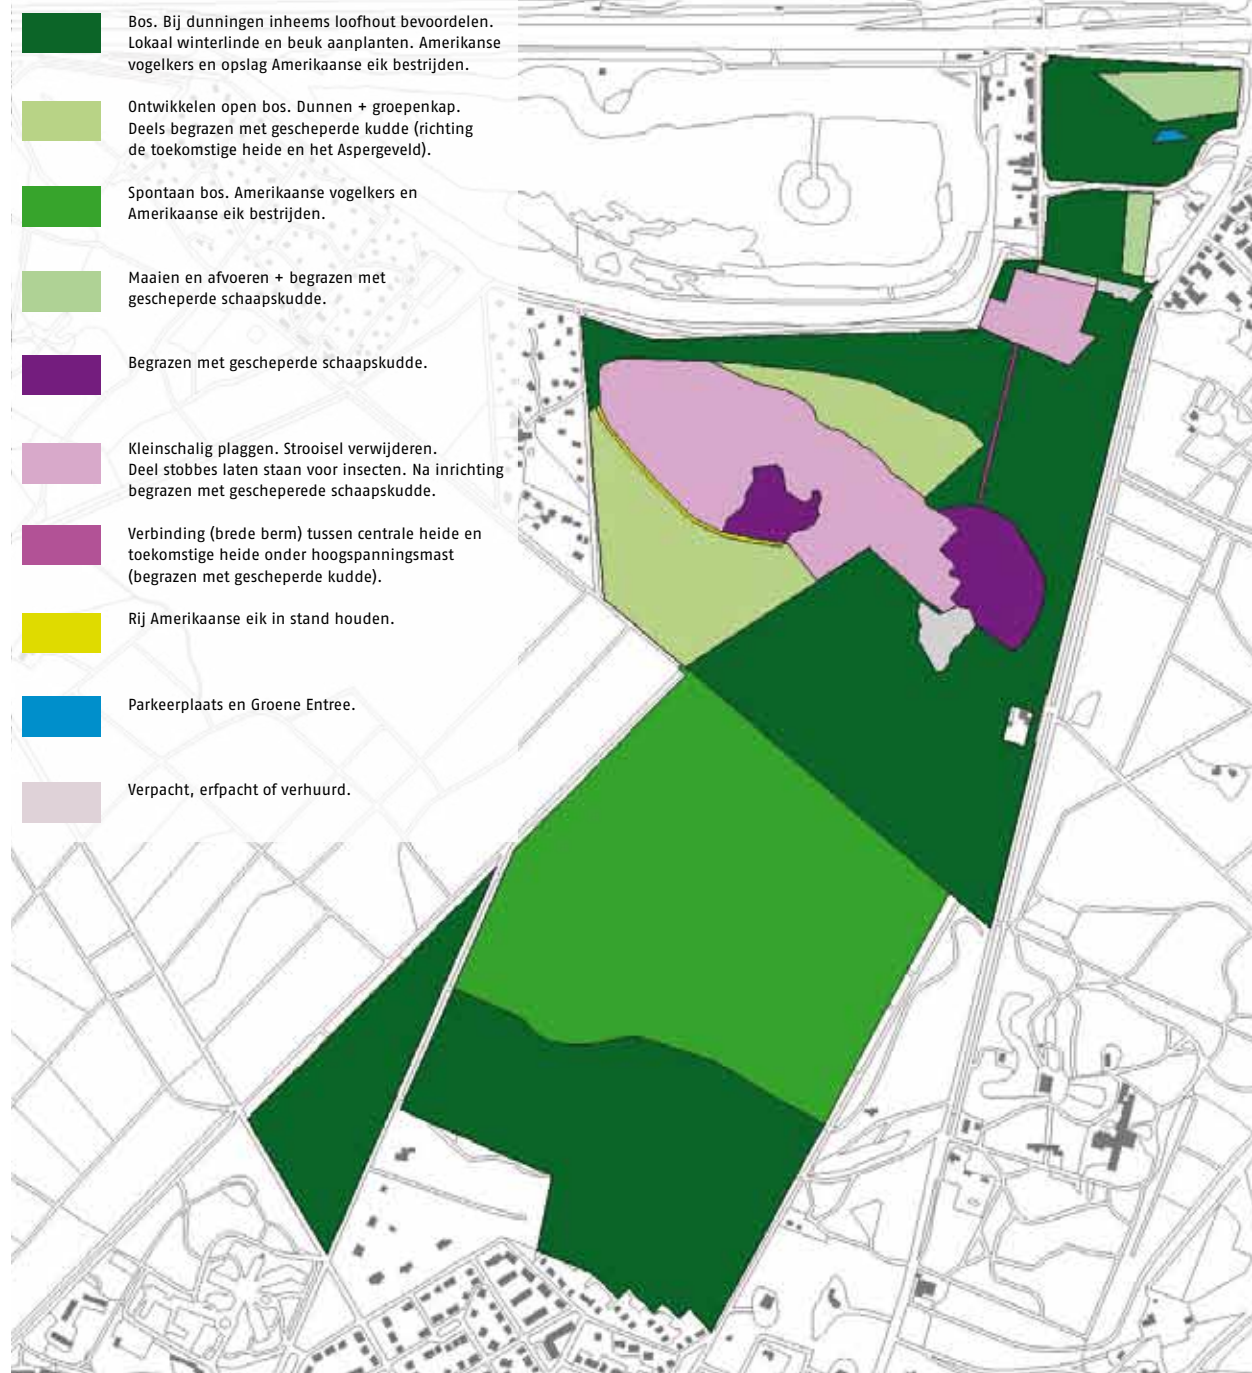 Bos. Bij dunningen inheems loofhout bevoordelen.
Lokaal winterlinde en beuk aanplanten. Amerikanse
vogelkers en opslag Amerikaanse eik bestrijden.
Ontwikkelen open bos. Dunnen + groepenkap.
Deels begrazen met gescheperde kudde (richting
de toekomstige heide en het Aspergeveld).
Spontaan bos. Amerikaanse vogelkers en
Amerikaanse eik bestrijden.
Maaien en afvoeren + begrazen met
gescheperde schaapskudde.
Begrazen met gescheperde schaapskudde.
Kleinschalig plaggen. Strooisel verwijderen.
Deel stobbes laten staan voor insecten. Na inrichting
begrazen met gescheperede schaapskudde.
Verbinding (brede berm) tussen centrale heide en
toekomstige heide onder hoogspanningsmast
(begrazen met gescheperde kudde).
Rij Amerikaanse eik in stand houden.
Parkeerplaats en Groene Entree.
Verpacht, erfpacht of verhuurd.